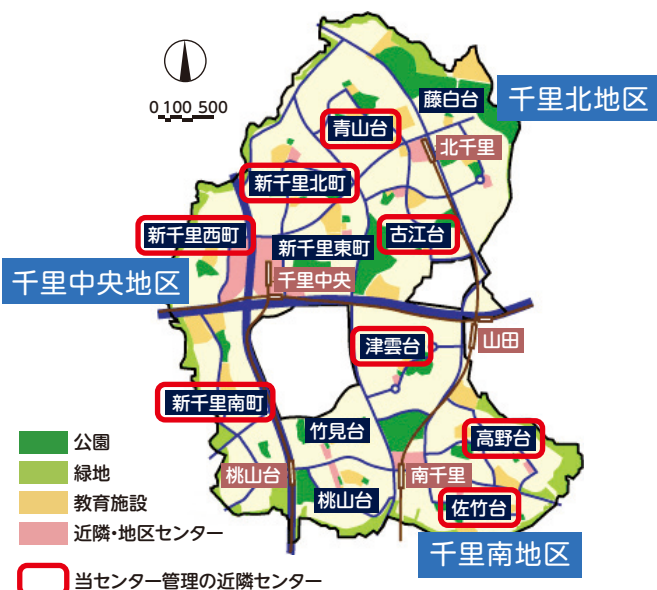 藤白台
千里北地区
0 100 500
青山台
北千里
新千里北町
新千里西町
新千里東町
古江台
千里中央地区
千里中央
津雲台
山田
新千里南町
竹見台
高野台
桃山台
南千里
桃山台
佐竹台
千里南地区
公園
緑地
教育施設
近隣・地区センター
当センター管理の近隣センター